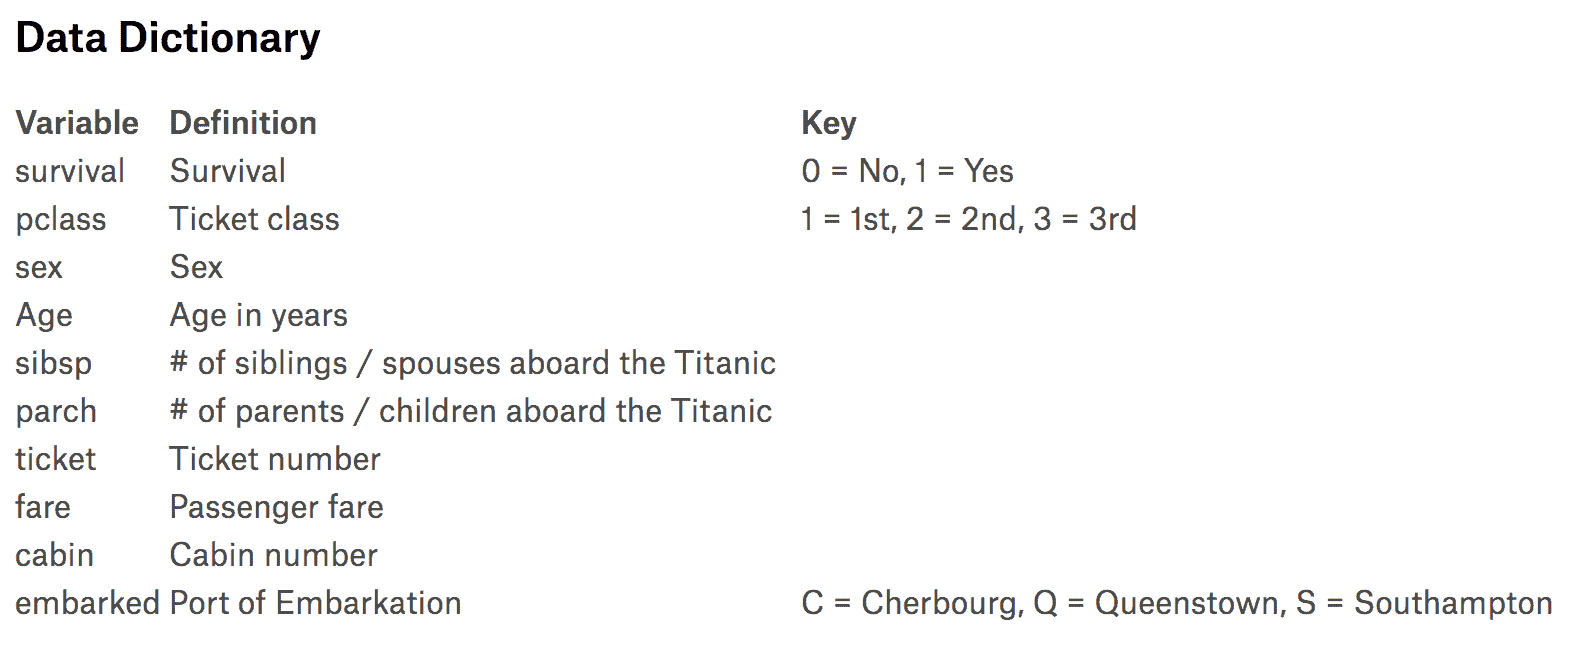 Data Dictionary
Variable Definition Key
survival Survival 0 = No, 1 = Yes
pclass Ticket class 1 = 1st, 2 = 2nd, 3 = 3rd
sex Sex
Age Age in years
sibsp # of siblings / spouses aboard the Titanic
parch # of parents / children aboard the Titanic
ticket Ticket number
fare Passenger fare
cabin Cabin number
embarked Port of Embarkation C = Cherbourg, Q = Queenstown, S = Southampton